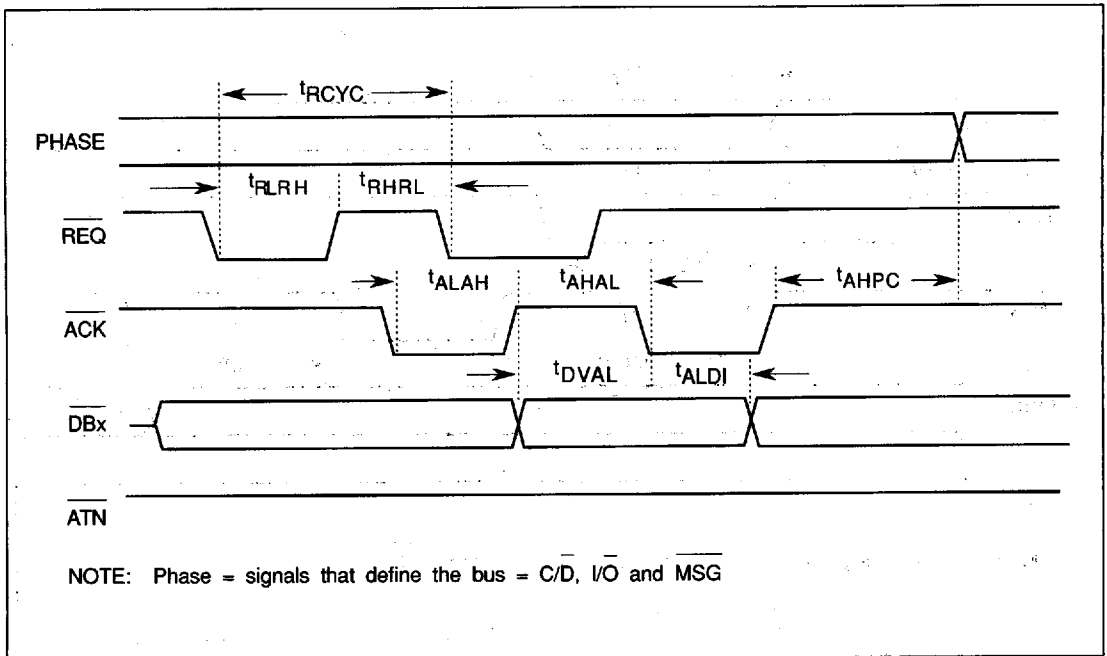 tRCYC
PHASE
tRLRH tRHRL
REQ
tALAH tAHAL tAHPC
ACK
tDVAL tALDI
DBx
ATN
NOTE: Phase = signals that define the bus = C/D̅, I/O̅ and M̅S̅G̅